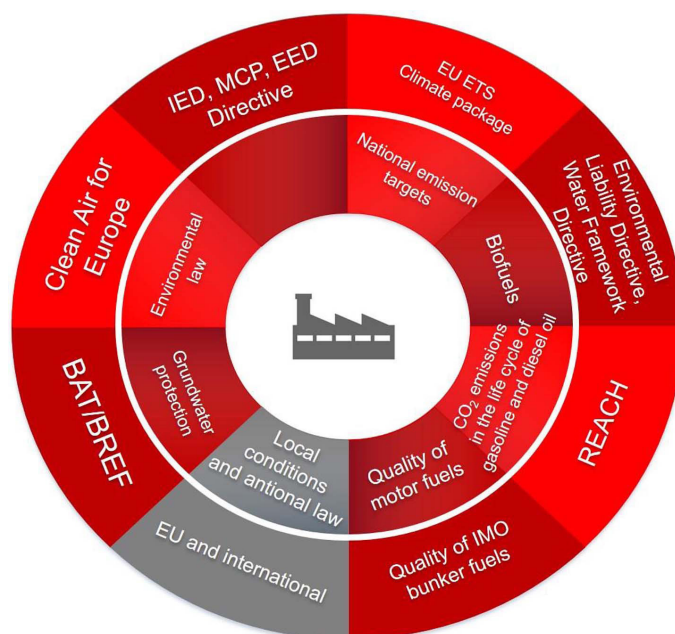 IED, MCP, EED
Directive
EU ETS
Climate package
Environmental
Liability Directive,
Water Framework
Directive
REACH
Quality of IMO
bunker fuels
EU and international
BAT/BREF
Clean Air for
Europe
National emission
targets
Biofuels
CO₂ emissions
in the life cycle of
gasoline and diesel oil
Quality of
motor fuels
Local
conditions
and antional law
Grundwater
protection
Environmental
law